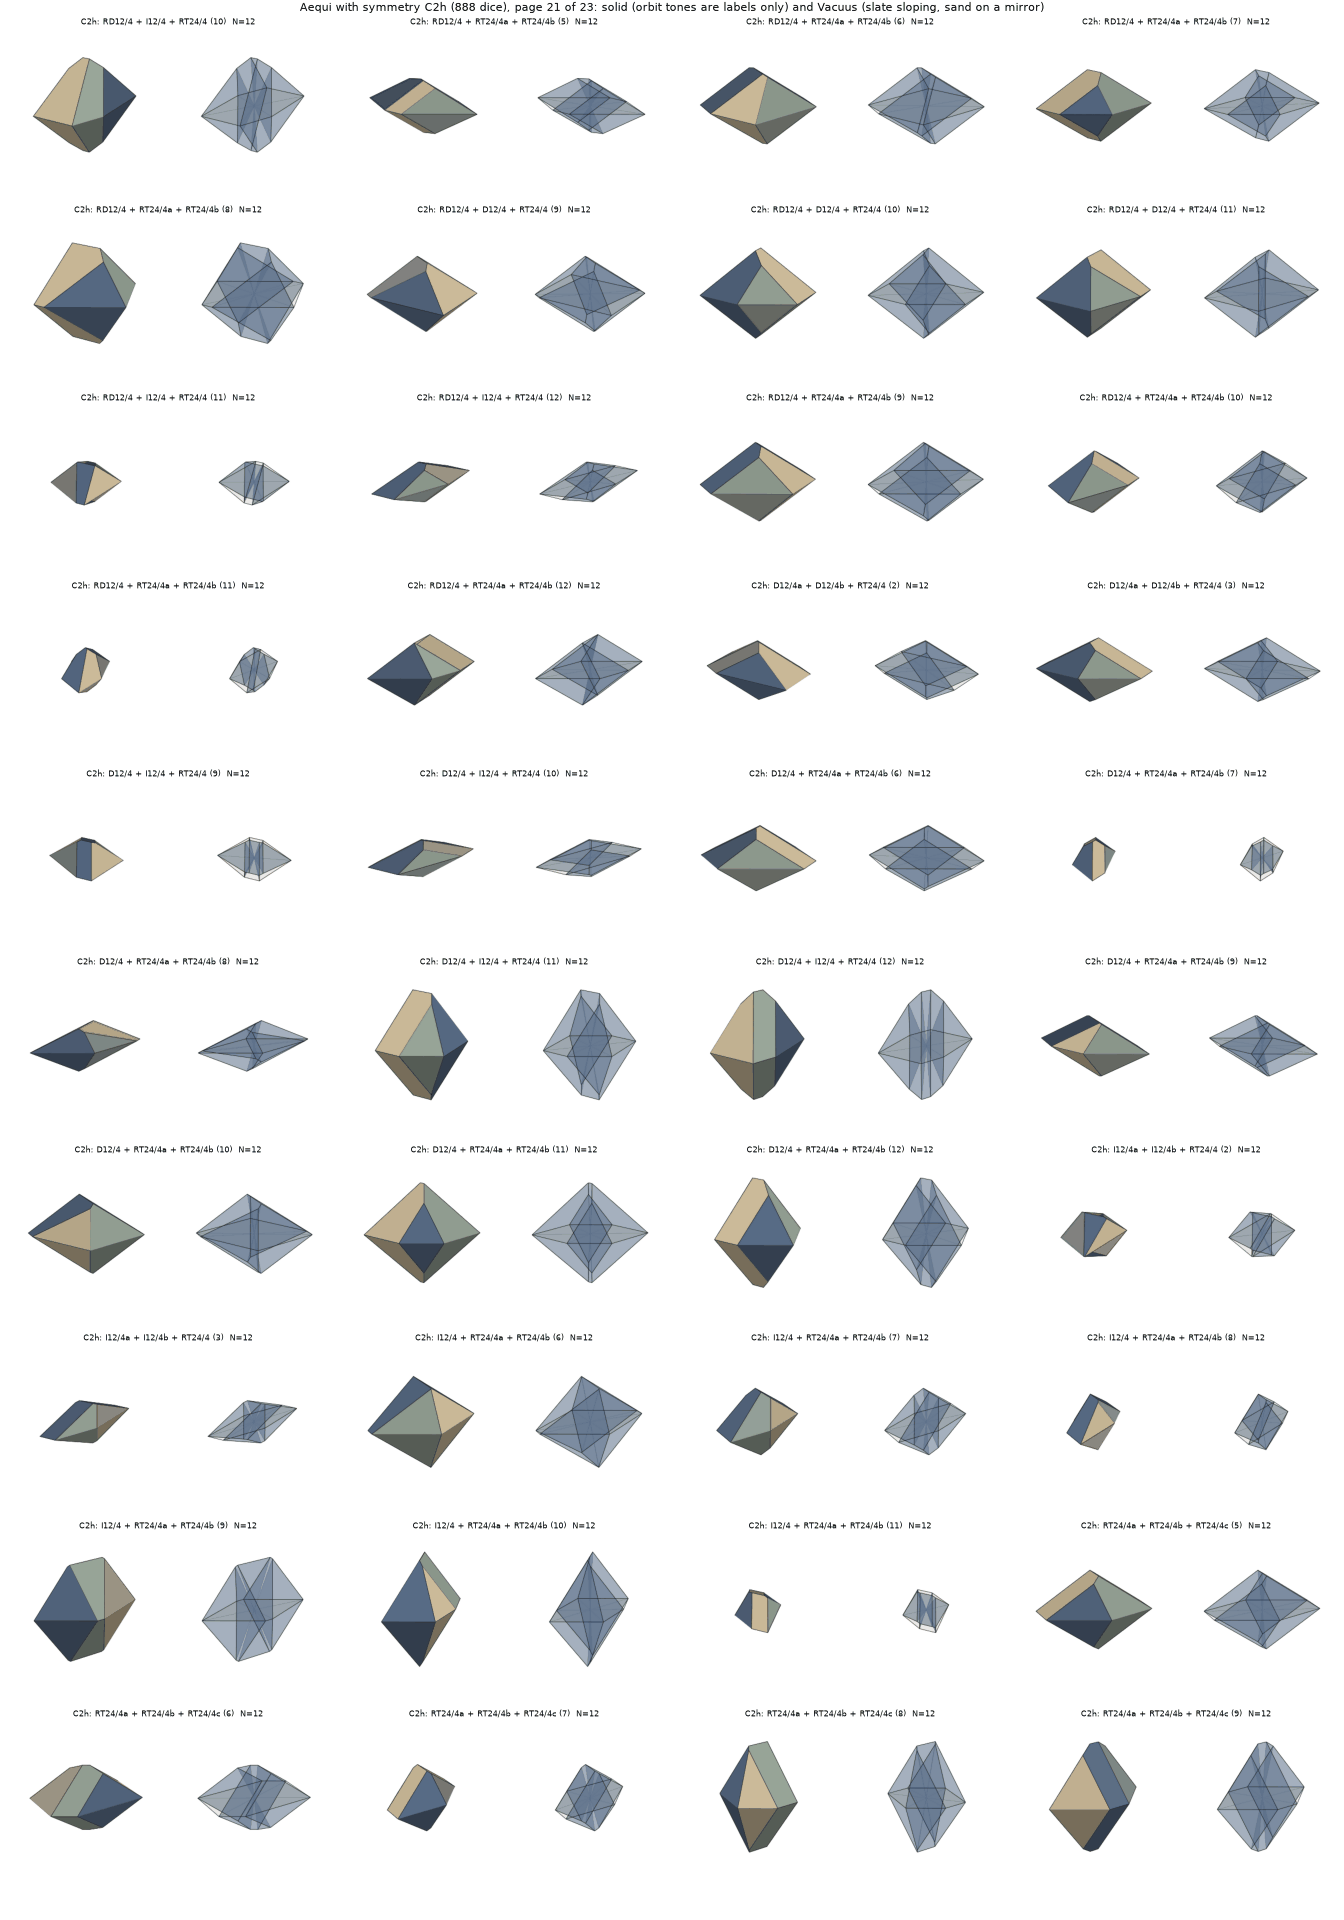 Aequi with symmetry C2h (888 dice), page 21 of 23: solid (orbit tones are labels only) and Vacuus (slate sloping, sand on a mirror)
C2h: RD12/4 + I12/4 + RT24/4 (10)  N=12
C2h: RD12/4 + RT24/4a + RT24/4b (5)  N=12
C2h: RD12/4 + RT24/4a + RT24/4b (6)  N=12
C2h: RD12/4 + RT24/4a + RT24/4b (7)  N=12
C2h: RD12/4 + RT24/4a + RT24/4b (8)  N=12
C2h: RD12/4 + D12/4 + RT24/4 (9)  N=12
C2h: RD12/4 + D12/4 + RT24/4 (10)  N=12
C2h: RD12/4 + D12/4 + RT24/4 (11)  N=12
C2h: RD12/4 + I12/4 + RT24/4 (11)  N=12
C2h: RD12/4 + I12/4 + RT24/4 (12)  N=12
C2h: RD12/4 + RT24/4a + RT24/4b (9)  N=12
C2h: RD12/4 + RT24/4a + RT24/4b (10)  N=12
C2h: RD12/4 + RT24/4a + RT24/4b (11)  N=12
C2h: RD12/4 + RT24/4a + RT24/4b (12)  N=12
C2h: D12/4a + D12/4b + RT24/4 (2)  N=12
C2h: D12/4a + D12/4b + RT24/4 (3)  N=12
C2h: D12/4 + I12/4 + RT24/4 (9)  N=12
C2h: D12/4 + I12/4 + RT24/4 (10)  N=12
C2h: D12/4 + RT24/4a + RT24/4b (6)  N=12
C2h: D12/4 + RT24/4a + RT24/4b (7)  N=12
C2h: D12/4 + RT24/4a + RT24/4b (8)  N=12
C2h: D12/4 + I12/4 + RT24/4 (11)  N=12
C2h: D12/4 + I12/4 + RT24/4 (12)  N=12
C2h: D12/4 + RT24/4a + RT24/4b (9)  N=12
C2h: D12/4 + RT24/4a + RT24/4b (10)  N=12
C2h: D12/4 + RT24/4a + RT24/4b (11)  N=12
C2h: D12/4 + RT24/4a + RT24/4b (12)  N=12
C2h: I12/4a + I12/4b + RT24/4 (2)  N=12
C2h: I12/4a + I12/4b + RT24/4 (3)  N=12
C2h: I12/4 + RT24/4a + RT24/4b (6)  N=12
C2h: I12/4 + RT24/4a + RT24/4b (7)  N=12
C2h: I12/4 + RT24/4a + RT24/4b (8)  N=12
C2h: I12/4 + RT24/4a + RT24/4b (9)  N=12
C2h: I12/4 + RT24/4a + RT24/4b (10)  N=12
C2h: I12/4 + RT24/4a + RT24/4b (11)  N=12
C2h: RT24/4a + RT24/4b + RT24/4c (5)  N=12
C2h: RT24/4a + RT24/4b + RT24/4c (6)  N=12
C2h: RT24/4a + RT24/4b + RT24/4c (7)  N=12
C2h: RT24/4a + RT24/4b + RT24/4c (8)  N=12
C2h: RT24/4a + RT24/4b + RT24/4c (9)  N=12